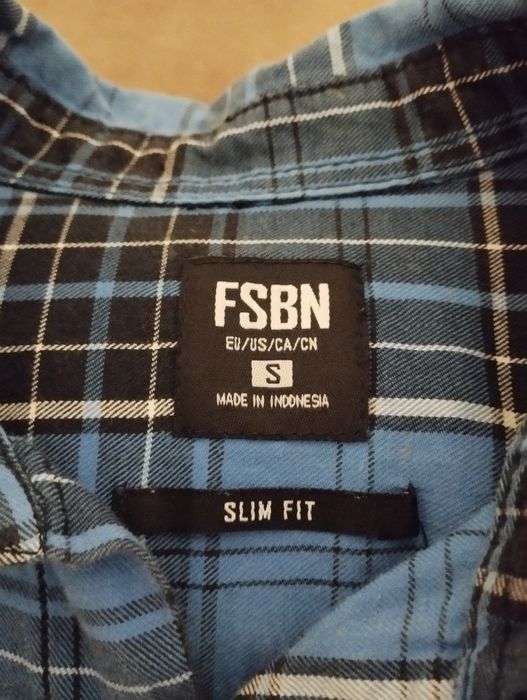 FSBN
EU/US/CA/CN
S
MADE IN INDONESIA
SLIM FIT